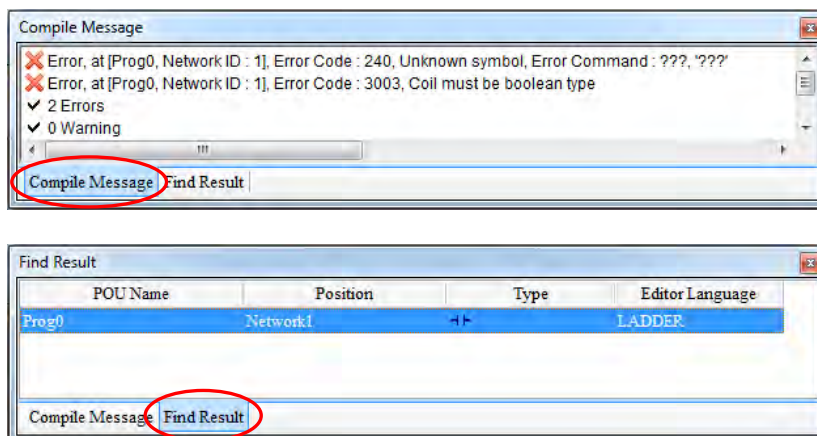 Compile Message
Error, at [Prog0, Network ID : 1], Error Code : 240, Unknown symbol, Error Command : ???, '???'
Error, at [Prog0, Network ID : 1], Error Code : 3003, Coil must be boolean type
2 Errors
0 Warning
Compile Message Find Result
Find Result
POU Name Position Type Editor Language
Prog0 Network1 LADDER
Compile Message Find Result